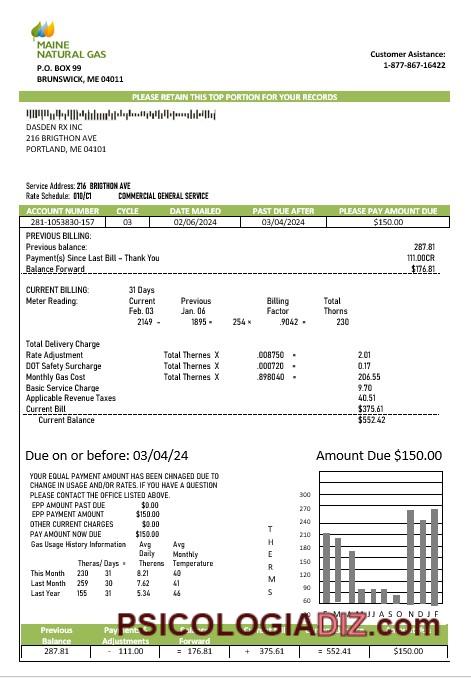 MAINE
NATURAL GAS
P.O. BOX 99
BRUNSWICK, ME 04011
Customer Asistance:
1-877-867-16422
PLEASE RETAIN THIS TOP PORTION FOR YOUR RECORDS
DASDEN RX INC
216 BRIGTHON AVE
PORTLAND, ME 04101
Service Address: 216 BRIGTHON AVE
Rate Schedule: 010/C1 COMMERCIAL GENERAL SERVICE
ACCOUNT NUMBER CYCLE DATE MAILED PAST DUE AFTER PLEASE PAY AMOUNT DUE
281-1053830-157 03 02/06/2024 03/04/2024 $150.00
PREVIOUS BILLING:
Previous balance: 287.81
Payment(s) Since Last Bill – Thank You 111.00CR
Balance Forward $176.81
CURRENT BILLING: 31 Days
Meter Reading: Current Previous Billing Total
Feb. 03 Jan. 06 Factor Thorns
2149 - 1895 = 254 × .9042 = 230
Total Delivery Charge
Rate Adjustment Total Thernes X .008750 = 2.01
DOT Safety Surcharge Total Thernes X .000720 = 0.17
Monthly Gas Cost Total Thernes X .898040 = 206.55
Basic Service Charge 9.70
Applicable Revenue Taxes 40.51
Current Bill $375.61
Current Balance $552.42
Due on or before: 03/04/24 Amount Due $150.00
YOUR EQUAL PAYMENT AMOUNT HAS BEEN CHNAGED DUE TO
CHANGE IN USAGE AND/OR RATES. IF YOU HAVE A QUESTION
PLEASE CONTACT THE OFFICE LISTED ABOVE.
EPP AMOUNT PAST DUE $0.00
EPP PAYMENT AMOUNT $150.00
OTHER CURRENT CHARGES $0.00
PAY AMOUNT NOW DUE $150.00
Gas Usage History Information Avg Avg
Daily Monthly
Theras/ Days = Therens Temperature
This Month 230 31 8.21 40
Last Month 259 30 7.62 41
Last Year 155 31 5.34 46
T
H
E
R
M
S
300
270
240
210
180
150
120
90
60
M J J A S O N D J F
PSICOLOGIADIZ.com
Previous
Balance
Adjustments
Forward
287.81 - 111.00 = 176.81 + 375.61 = 552.41 $150.00